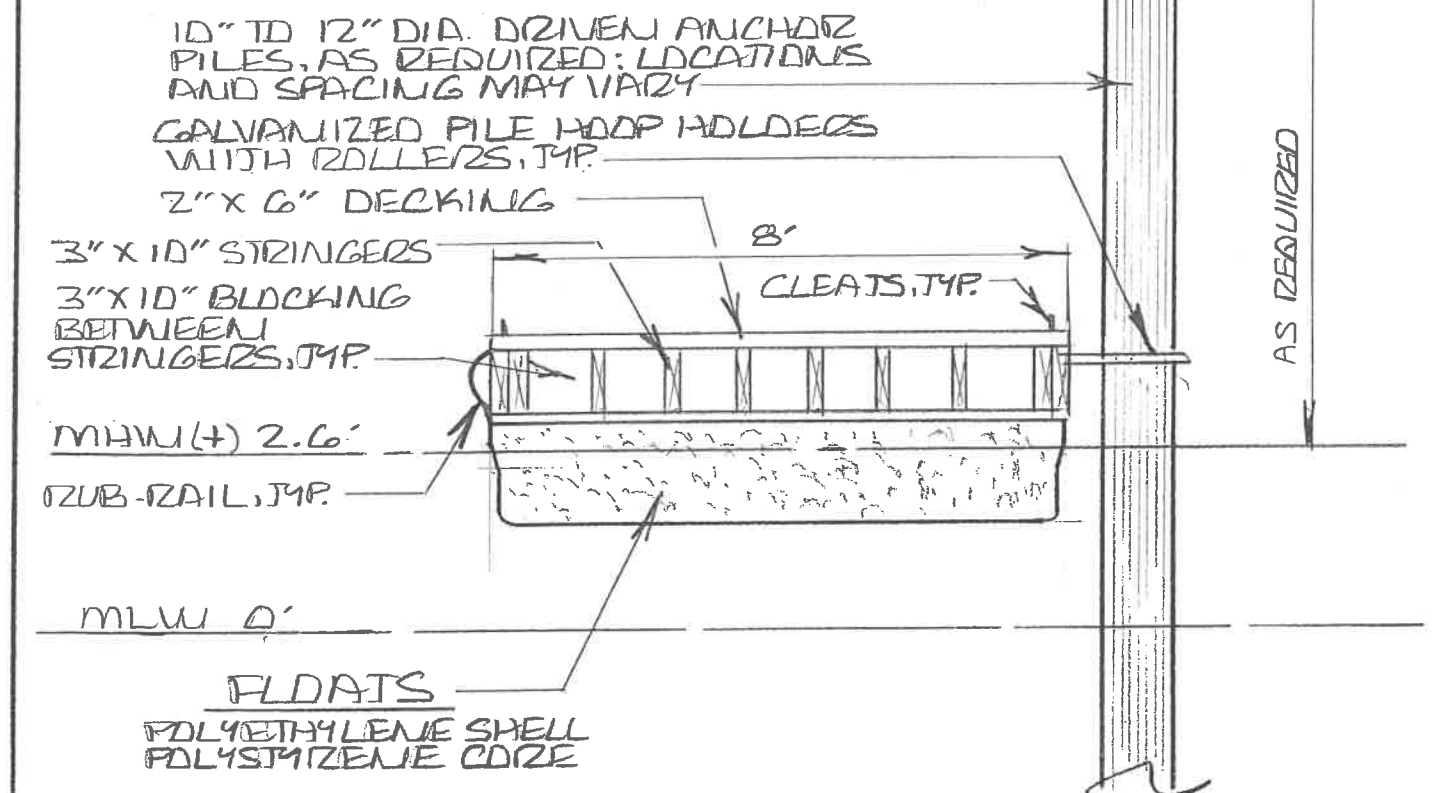 10" TO 12" DIA. DRIVEN ANCHOR
PILES, AS REQUIRED: LOCATIONS
AND SPACING MAY VARY
GALVANIZED PILE HOOP HOLDERS
WITH ROLLERS, TYP.
2" X 6" DECKING
3" X 10" STRINGERS
8'
CLEATS, TYP.
3" X 10" BLOCKING
BETWEEN
STRINGERS, TYP.
AS REQUIRED
MHW (+) 2.6'
RUB-RAIL, TYP.
MLW 0'
FLOATS
POLYETHYLENE SHELL
POLYSTYRENE CORE